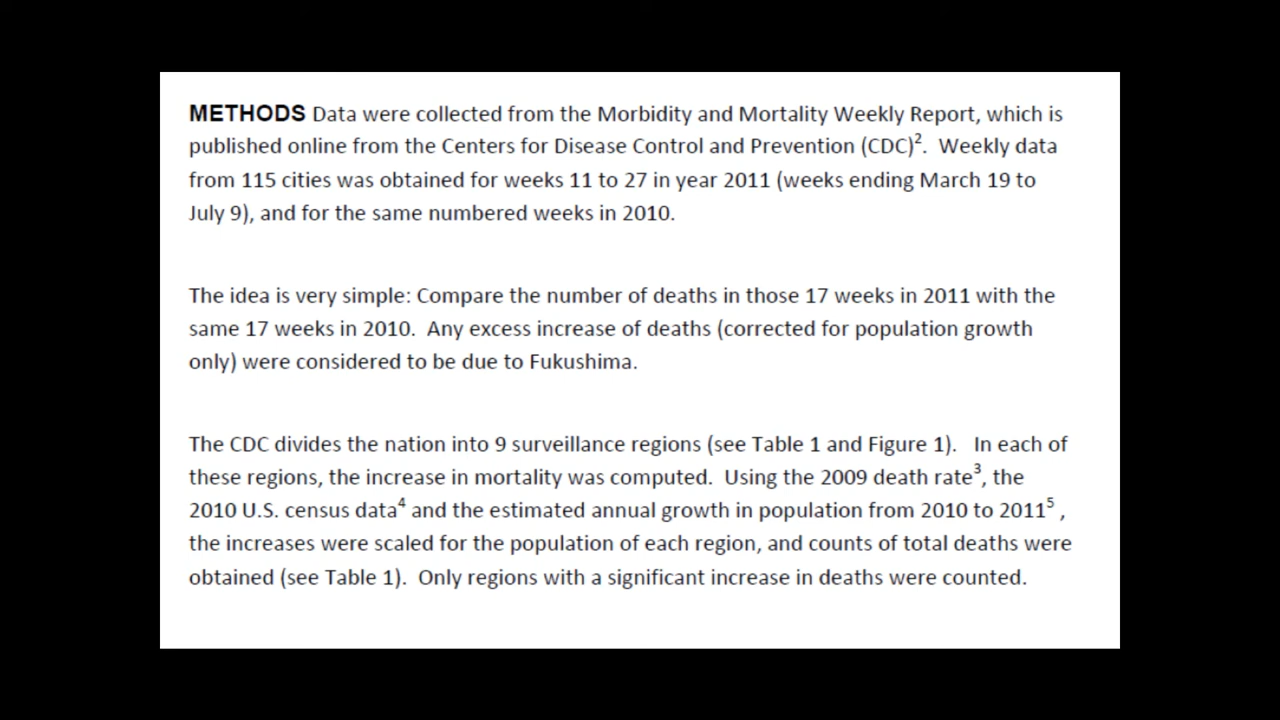 METHODS Data were collected from the Morbidity and Mortality Weekly Report, which is
published online from the Centers for Disease Control and Prevention (CDC)2. Weekly data
from 115 cities was obtained for weeks 11 to 27 in year 2011 (weeks ending March 19 to
July 9), and for the same numbered weeks in 2010.
The idea is very simple: Compare the number of deaths in those 17 weeks in 2011 with the
same 17 weeks in 2010. Any excess increase of deaths (corrected for population growth
only) were considered to be due to Fukushima.
The CDC divides the nation into 9 surveillance regions (see Table 1 and Figure 1). In each of
these regions, the increase in mortality was computed. Using the 2009 death rate3, the
2010 U.S. census data4 and the estimated annual growth in population from 2010 to 20115 ,
the increases were scaled for the population of each region, and counts of total deaths were
obtained (see Table 1). Only regions with a significant increase in deaths were counted.